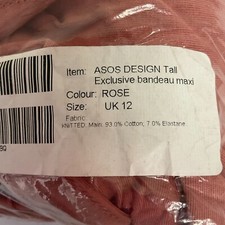 Item: ASOS DESIGN Tall
Exclusive bandeau maxi
Colour: ROSE
Size: UK 12
Fabric
KNITTED, Main: 93.0% Cotton, 7.0% Elastane